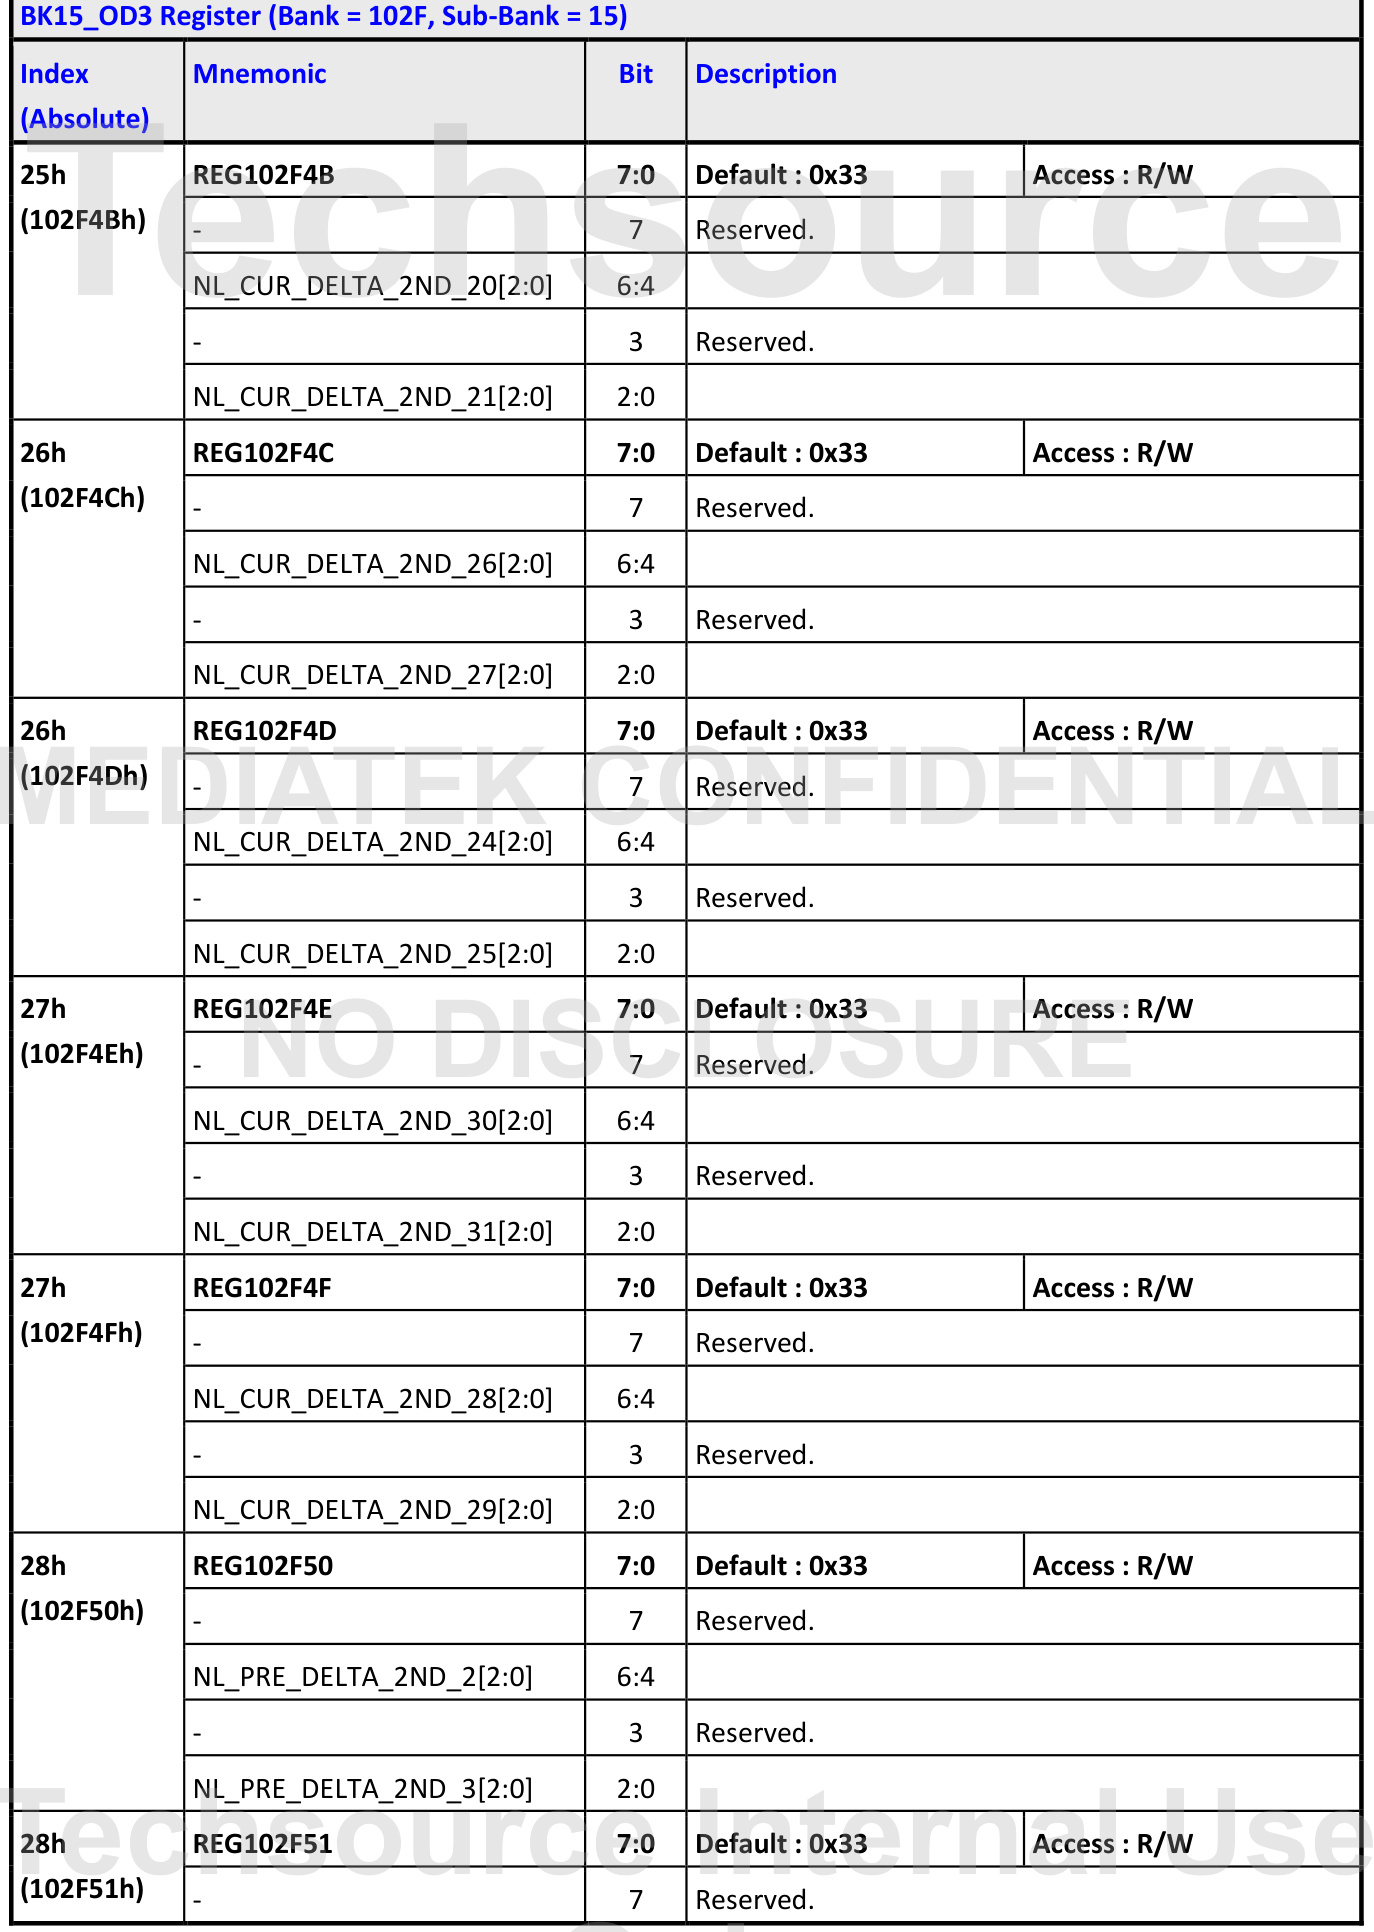 BK15_OD3 Register (Bank = 102F, Sub-Bank = 15)
Index (Absolute) Mnemonic Bit Description
25h (102F4Bh) REG102F4B 7:0 Default : 0x33 Access : R/W
- 7 Reserved.
NL_CUR_DELTA_2ND_20[2:0] 6:4
- 3 Reserved.
NL_CUR_DELTA_2ND_21[2:0] 2:0
26h (102F4Ch) REG102F4C 7:0 Default : 0x33 Access : R/W
- 7 Reserved.
NL_CUR_DELTA_2ND_26[2:0] 6:4
- 3 Reserved.
NL_CUR_DELTA_2ND_27[2:0] 2:0
26h (102F4Dh) REG102F4D 7:0 Default : 0x33 Access : R/W
- 7 Reserved.
NL_CUR_DELTA_2ND_24[2:0] 6:4
- 3 Reserved.
NL_CUR_DELTA_2ND_25[2:0] 2:0
27h (102F4Eh) REG102F4E 7:0 Default : 0x33 Access : R/W
- 7 Reserved.
NL_CUR_DELTA_2ND_30[2:0] 6:4
- 3 Reserved.
NL_CUR_DELTA_2ND_31[2:0] 2:0
27h (102F4Fh) REG102F4F 7:0 Default : 0x33 Access : R/W
- 7 Reserved.
NL_CUR_DELTA_2ND_28[2:0] 6:4
- 3 Reserved.
NL_CUR_DELTA_2ND_29[2:0] 2:0
28h (102F50h) REG102F50 7:0 Default : 0x33 Access : R/W
- 7 Reserved.
NL_PRE_DELTA_2ND_2[2:0] 6:4
- 3 Reserved.
NL_PRE_DELTA_2ND_3[2:0] 2:0
28h (102F51h) REG102F51 7:0 Default : 0x33 Access : R/W
- 7 Reserved.
Techsource
MEDIATEK CONFIDENTIAL
NO DISCLOSURE
Techsource Internal Use